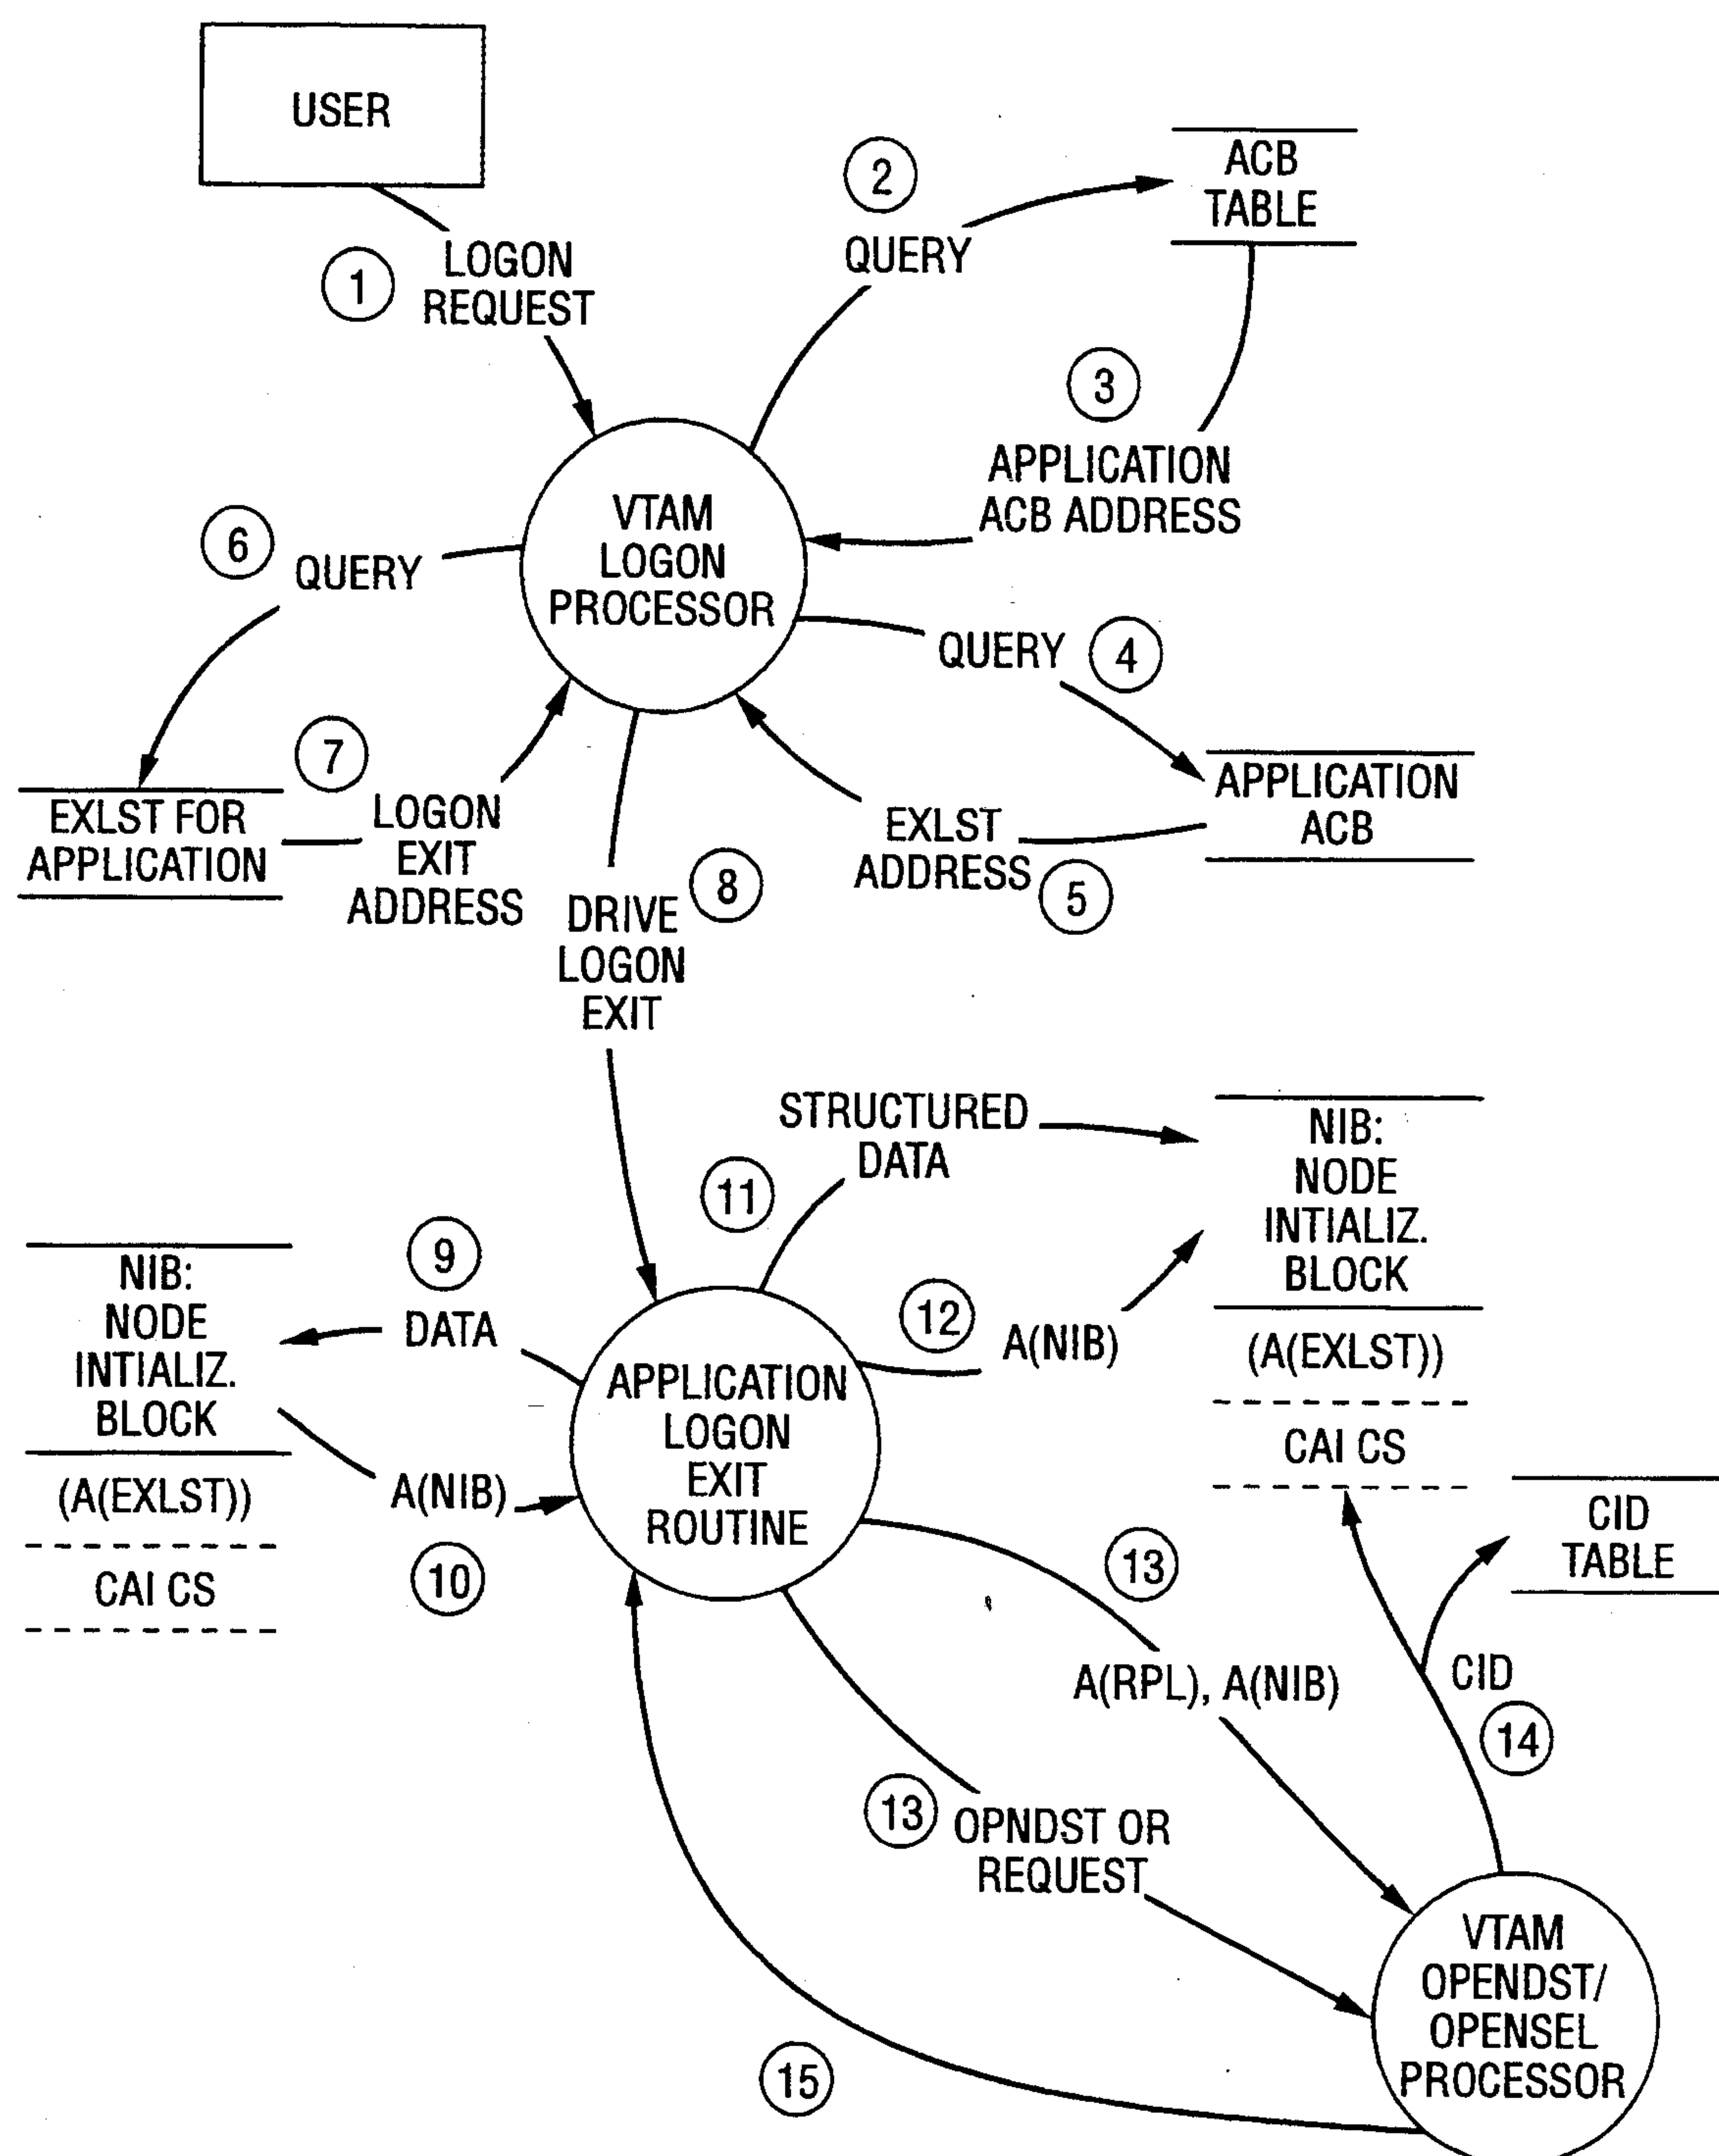 USER
1
LOGON
REQUEST
2
QUERY
ACB
TABLE
3
APPLICATION
ACB ADDRESS
VTAM
LOGON
PROCESSOR
6
QUERY
QUERY
4
7
EXLST FOR
APPLICATION
LOGON
EXIT
ADDRESS
APPLICATION
ACB
EXLST
ADDRESS
5
8
DRIVE
LOGON
EXIT
STRUCTURED
DATA
11
NIB:
NODE
INTIALIZ.
BLOCK
(A(EXLST))
CAI CS
9
DATA
NIB:
NODE
INTIALIZ.
BLOCK
(A(EXLST))
CAI CS
A(NIB)
10
12
A(NIB)
APPLICATION
LOGON
EXIT
ROUTINE
CID
TABLE
13
A(RPL), A(NIB)
CID
14
13
OPNDST OR
REQUEST
VTAM
OPENDST/
OPENSEL
PROCESSOR
15